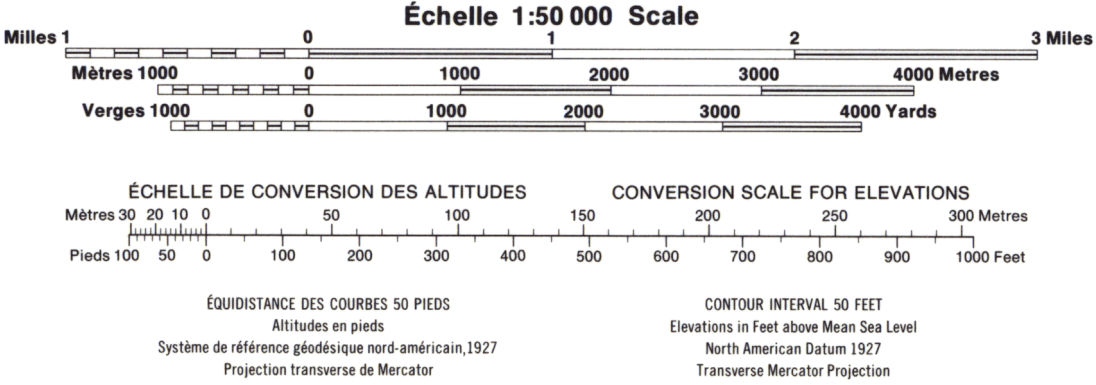 Échelle 1:50 000 Scale
Milles 1 0 1 2 3 Miles
Mètres 1000 0 1000 2000 3000 4000 Metres
Verges 1000 0 1000 2000 3000 4000 Yards
ÉCHELLE DE CONVERSION DES ALTITUDES CONVERSION SCALE FOR ELEVATIONS
Mètres 30 20 10 0 50 100 150 200 250 300 Metres
Pieds 100 50 0 100 200 300 400 500 600 700 800 900 1000 Feet
ÉQUIDISTANCE DES COURBES 50 PIEDS
Altitudes en pieds
Système de référence géodésique nord-américain,1927
Projection transverse de Mercator
CONTOUR INTERVAL 50 FEET
Elevations in Feet above Mean Sea Level
North American Datum 1927
Transverse Mercator Projection